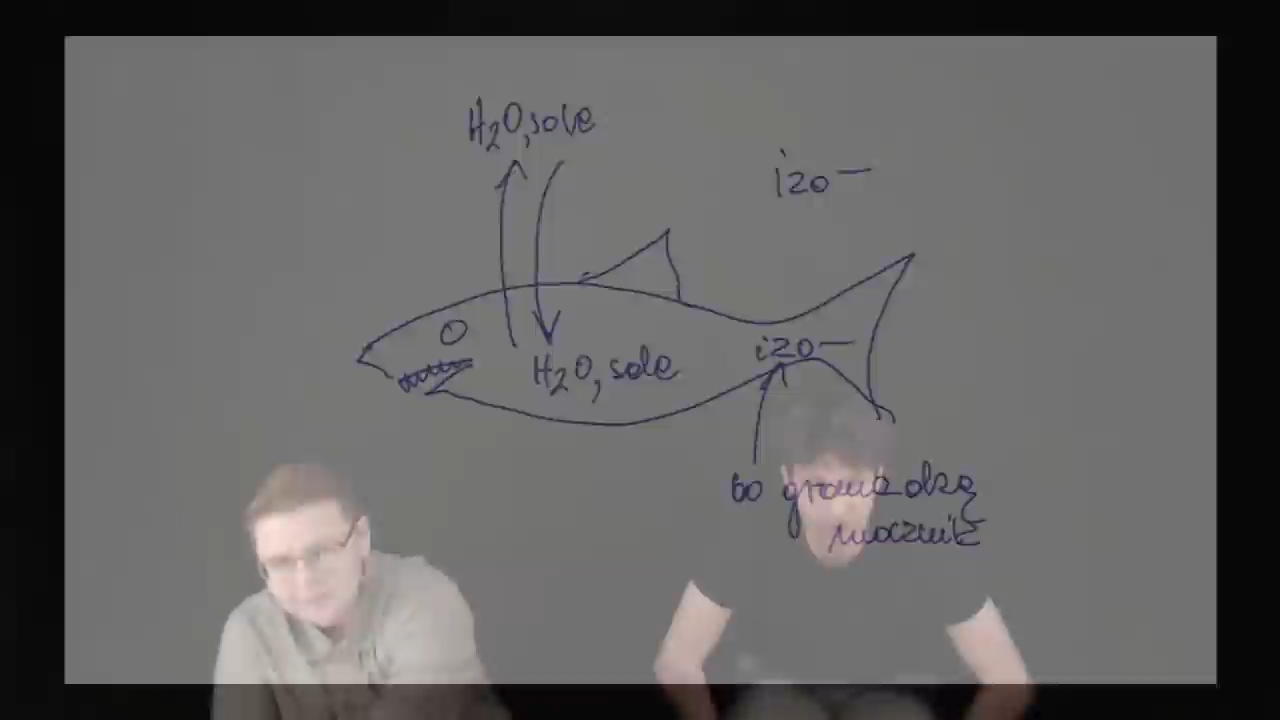 H₂O, sole
izo—
izo—
H₂O, sole
bo gromadzą
mocznik